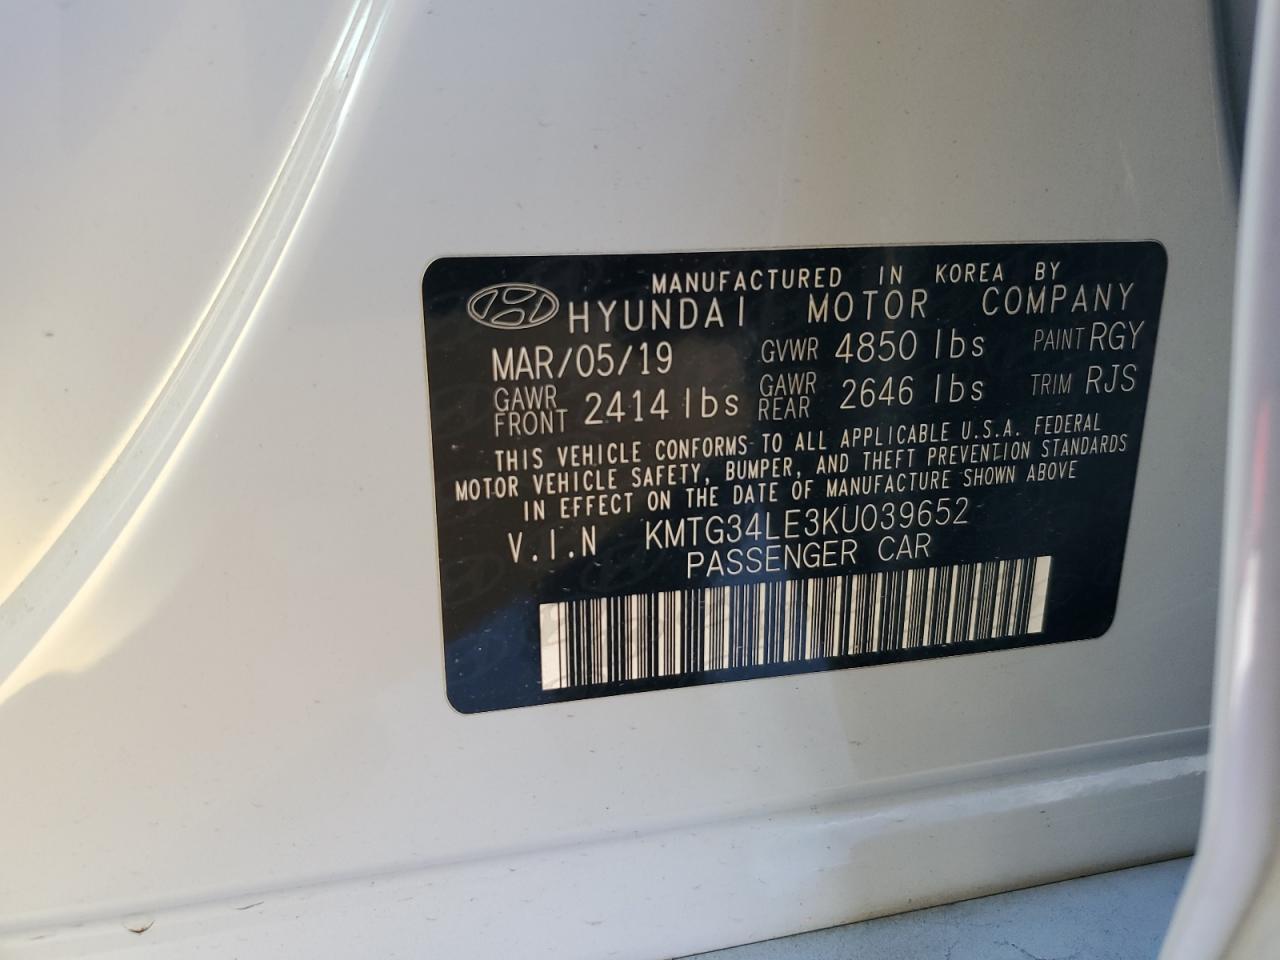 MANUFACTURED IN KOREA BY
HYUNDAI MOTOR COMPANY
MAR/05/19 GVWR 4850 lbs PAINT RGY
GAWR FRONT 2414 lbs GAWR REAR 2646 lbs TRIM RJS
THIS VEHICLE CONFORMS TO ALL APPLICABLE U.S.A. FEDERAL
MOTOR VEHICLE SAFETY, BUMPER, AND THEFT PREVENTION STANDARDS
IN EFFECT ON THE DATE OF MANUFACTURE SHOWN ABOVE
V.I.N KMTG34LE3KU039652
PASSENGER CAR